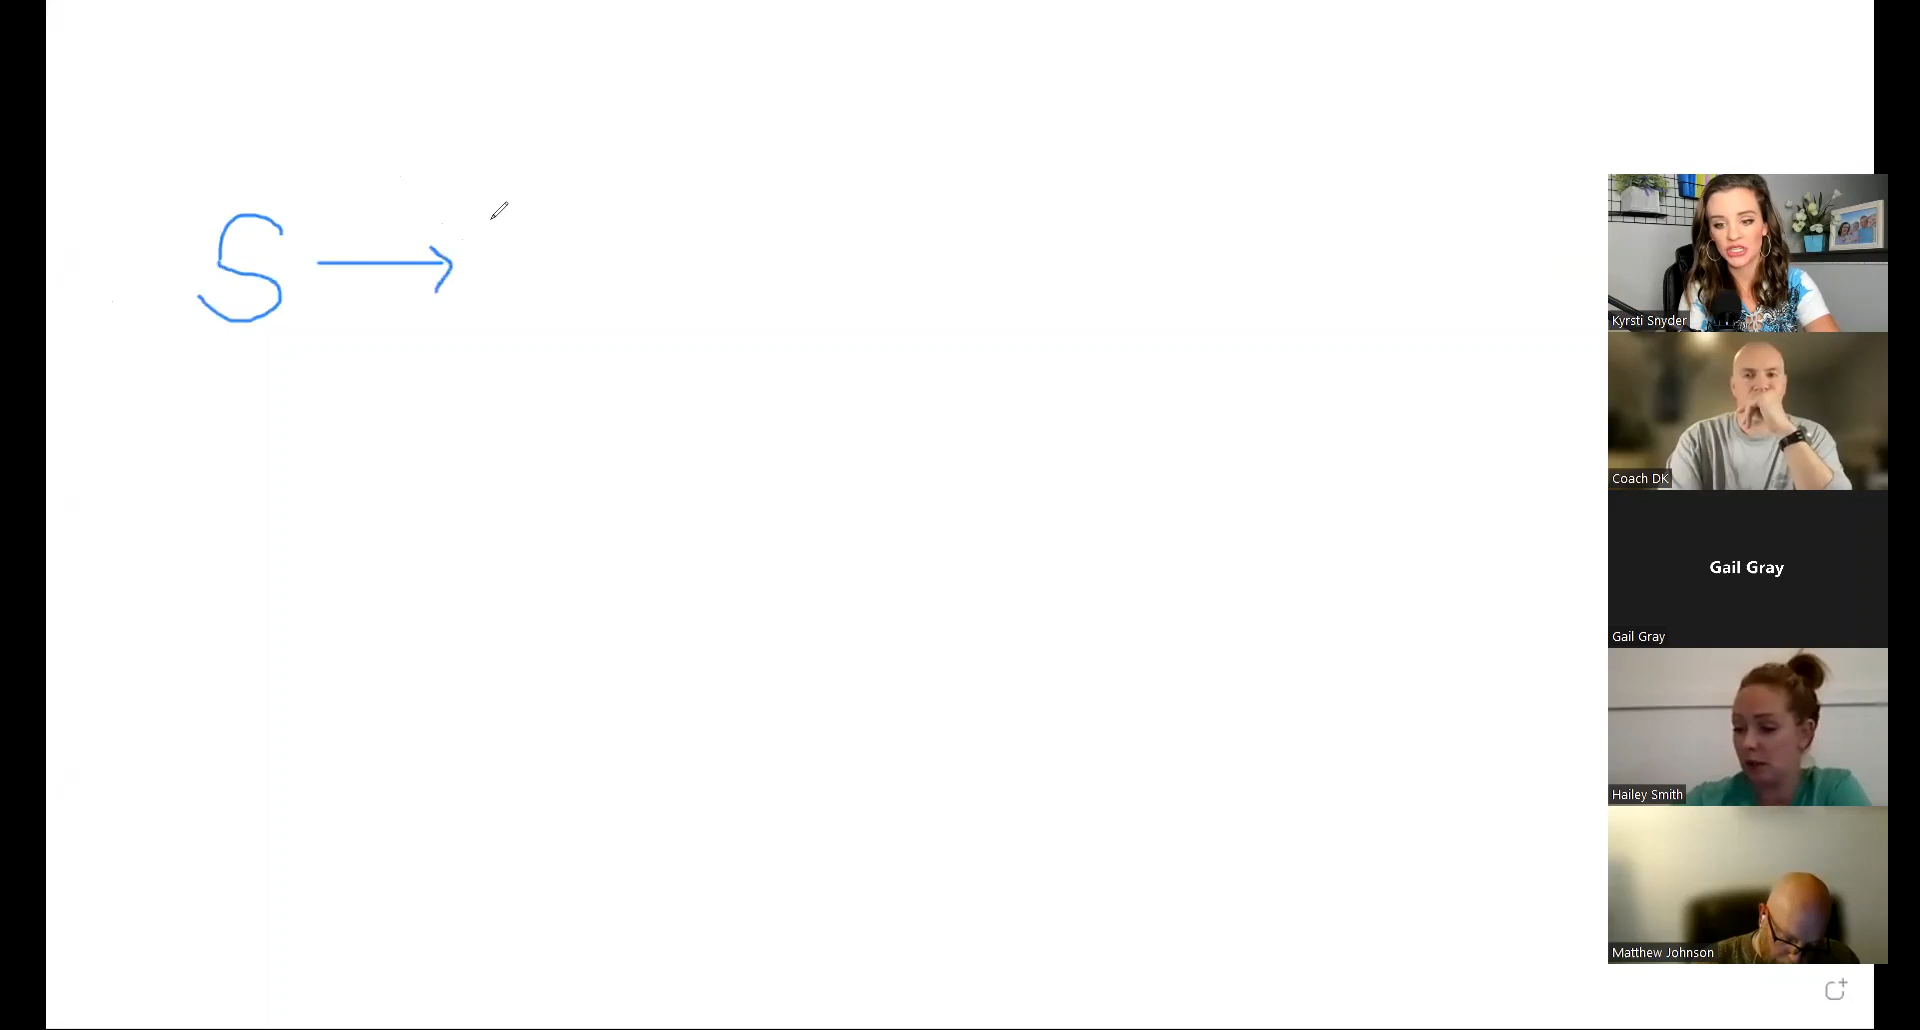 S →
Kyrsti Snyder
Coach DK
Gail Gray
Gail Gray
Hailey Smith
Matthew Johnson